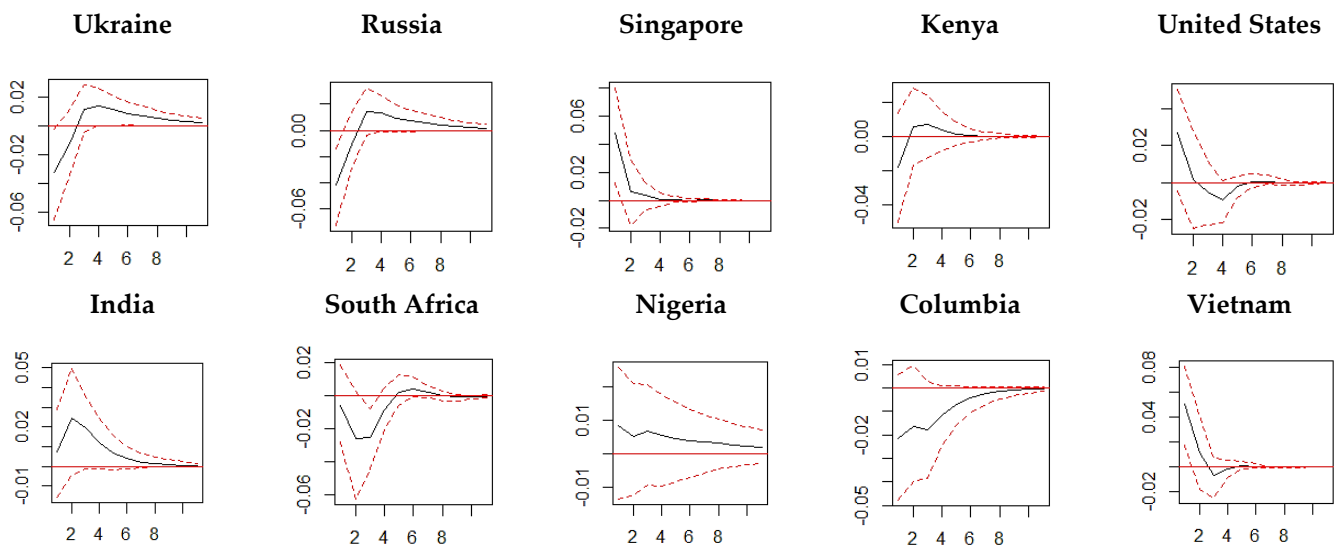 Ukraine
0.02
-0.02
-0.06
2 4 6 8
Russia
0.00
-0.06
2 4 6 8
Singapore
0.06
0.02
-0.02
2 4 6 8
Kenya
0.00
-0.04
2 4 6 8
United States
0.02
-0.02
2 4 6 8
India
0.05
0.02
-0.01
2 4 6 8
South Africa
0.02
-0.02
-0.06
2 4 6 8
Nigeria
0.01
-0.01
2 4 6 8
Columbia
0.01
-0.02
-0.05
2 4 6 8
Vietnam
0.08
0.04
-0.02
2 4 6 8